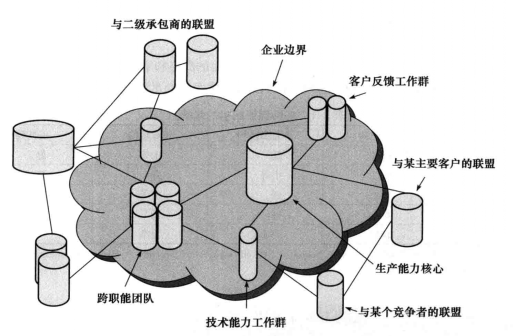 与二级承包商的联盟
企业边界
客户反馈工作群
与某主要客户的联盟
生产能力核心
跨职能团队
技术能力工作群
与某个竞争者的联盟